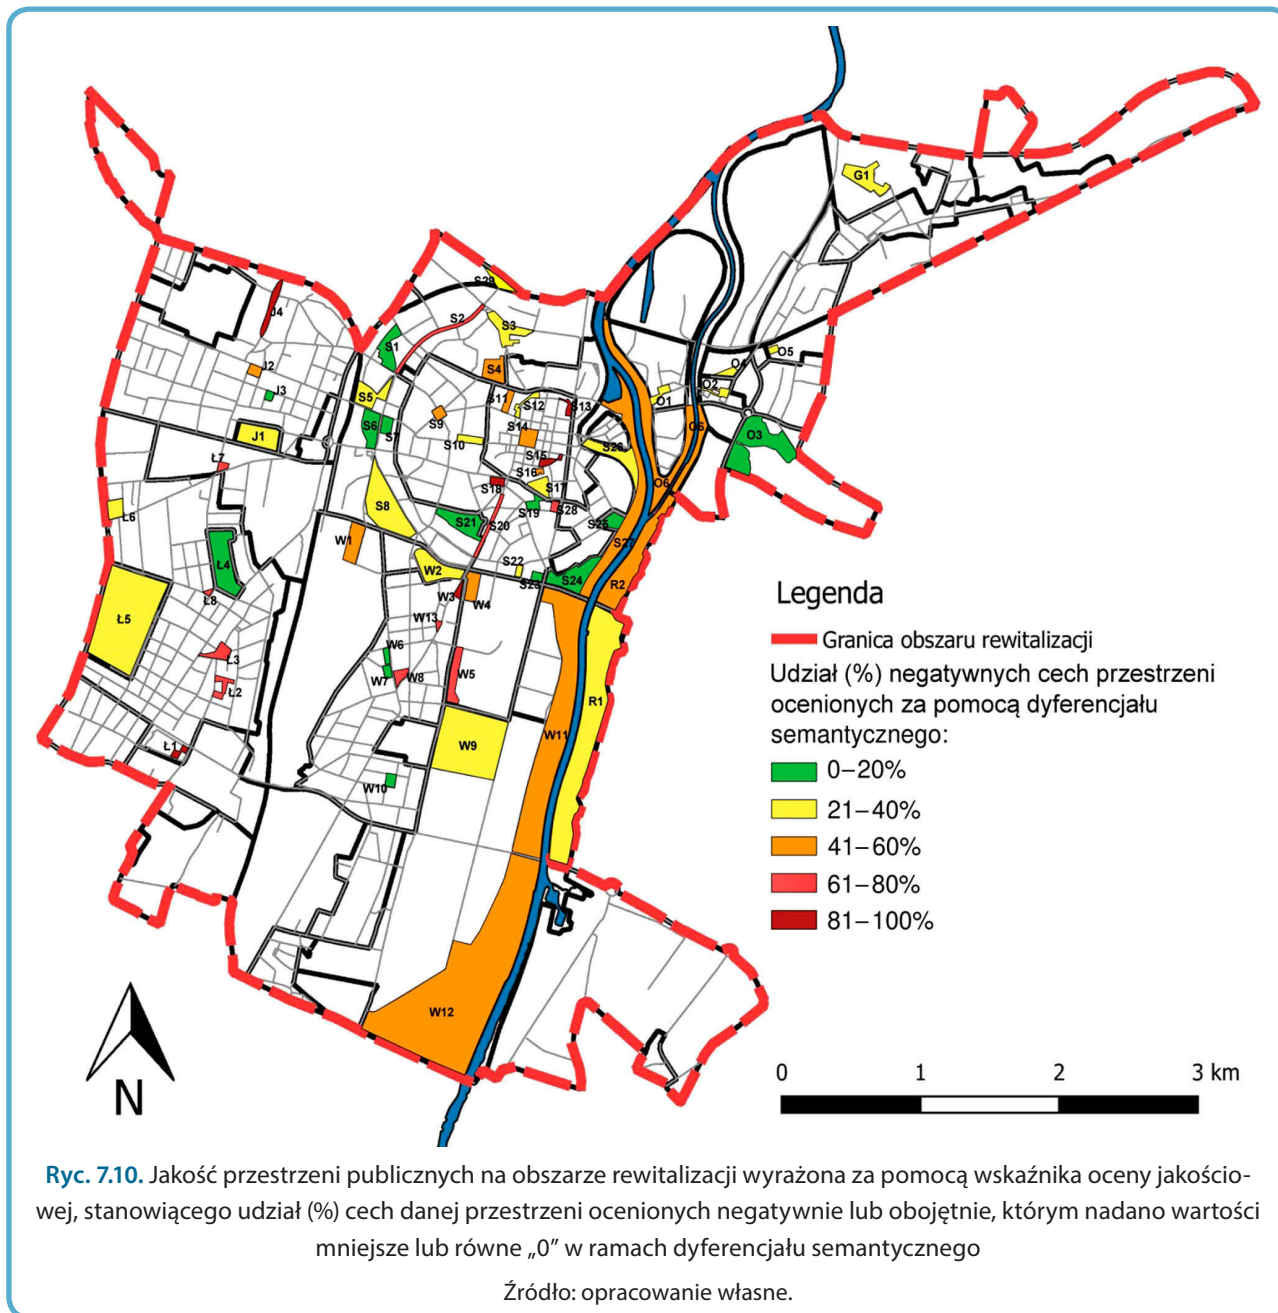 G1
S29
S2
S3
J4
S1
O5
O4
S4
J2
O2
J3
S5
O1
S11
S12
S13
S9
S6
S7
O6
O3
J1
S14
S10
S26
Ł7
S15
S16
S18
S17
O6
Ł6
S8
S28
S19
S21
S20
S25
W1
S27
Ł4
S22
W2
S23
S24
R2
Ł8
W3
W4
Legenda
Ł5
W13
Granica obszaru rewitalizacji
W6
Ł3
Udział (%) negatywnych cech przestrzeni
W7
W8
W5
Ł2
ocenionych za pomocą dyferencjału
R1
semantycznego:
W11
Ł1
W9
0–20%
W10
21–40%
41–60%
61–80%
81–100%
W12
N
0 1 2 3 km
Ryc. 7.10. Jakość przestrzeni publicznych na obszarze rewitalizacji wyrażona za pomocą wskaźnika oceny jakościo-
wej, stanowiącego udział (%) cech danej przestrzeni ocenionych negatywnie lub obojętnie, którym nadano wartości
mniejsze lub równe „0” w ramach dyferencjału semantycznego
Źródło: opracowanie własne.